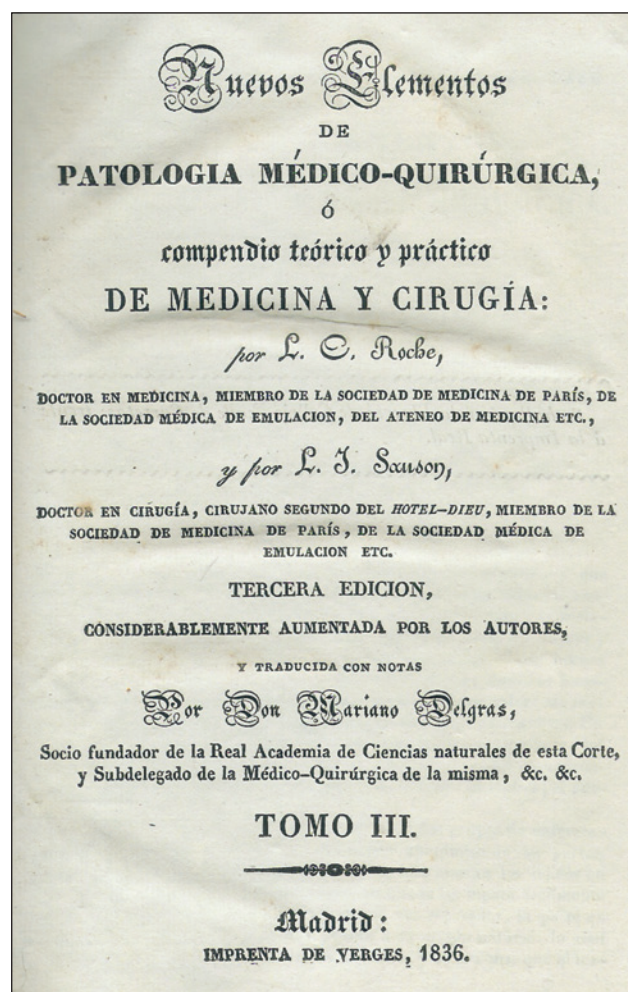 Nuevos Elementos
DE
PATOLOGIA MÉDICO-QUIRÚRGICA,
ó
compendio teórico y práctico
DE MEDICINA Y CIRUGÍA:
por L. C. Roche,
DOCTOR EN MEDICINA, MIEMBRO DE LA SOCIEDAD DE MEDICINA DE PARÍS, DE
LA SOCIEDAD MÉDICA DE EMULACION, DEL ATENEO DE MEDICINA ETC.,
y por L. J. Sauson,
DOCTOR EN CIRUGÍA, CIRUJANO SEGUNDO DEL HOTEL-DIEU, MIEMBRO DE LA
SOCIEDAD DE MEDICINA DE PARÍS, DE LA SOCIEDAD MÉDICA DE
EMULACION ETC.
TERCERA EDICION,
CONSIDERABLEMENTE AUMENTADA POR LOS AUTORES,
Y TRADUCIDA CON NOTAS
Por Don Mariano Delgras,
Socio fundador de la Real Academia de Ciencias naturales de esta Corte,
y Subdelegado de la Médico-Quirúrgica de la misma, &c. &c.
TOMO III.
Madrid:
IMPRENTA DE VERGES, 1836.